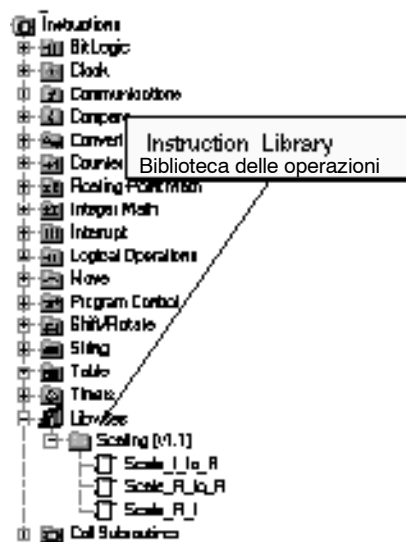 Instructions
Bit Logic
Clock
Communications
Compare
Convert
Counter
Instruction Library
Biblioteca delle operazioni
Floating-Point Math
Integer Math
Interrupt
Logical Operations
Move
Program Control
Shift/Rotate
String
Table
Timers
Libraries
Scaling [v1.1]
Scale_I_to_R
Scale_R_to_R
Scale_R_I
Call Subroutines